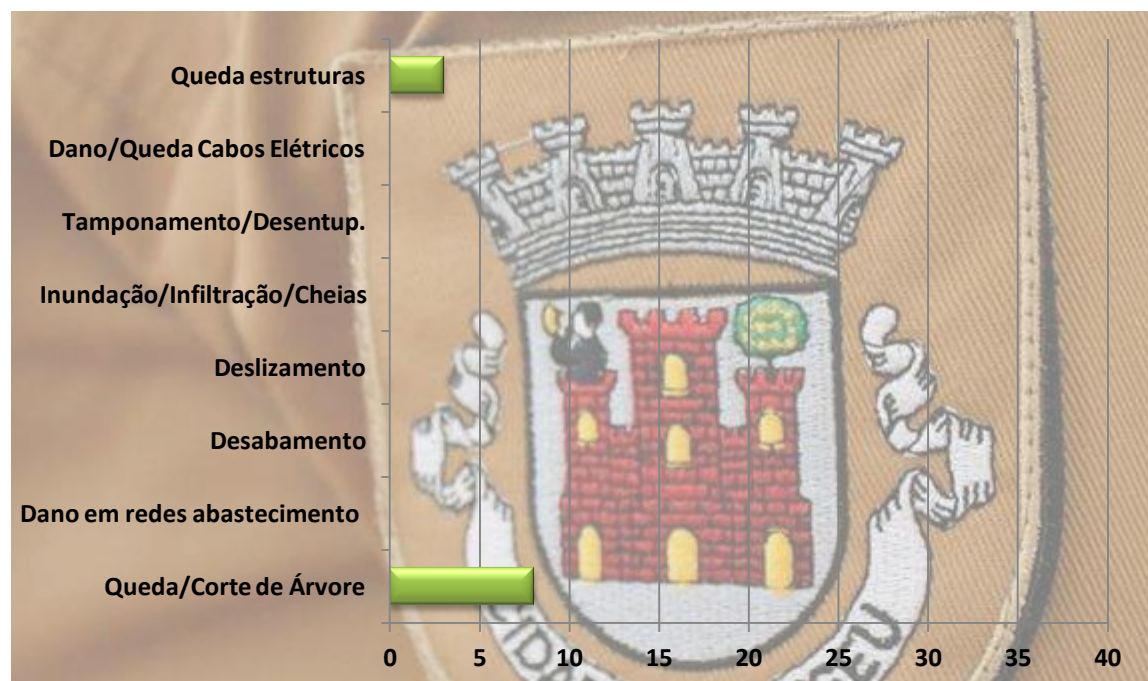 Queda estruturas
Dano/Queda Cabos Elétricos
Tamponamento/Desentup.
Inundação/Infiltração/Cheias
Deslizamento
Desabamento
Dano em redes abastecimento
Queda/Corte de Árvore
0 5 10 15 20 25 30 35 40